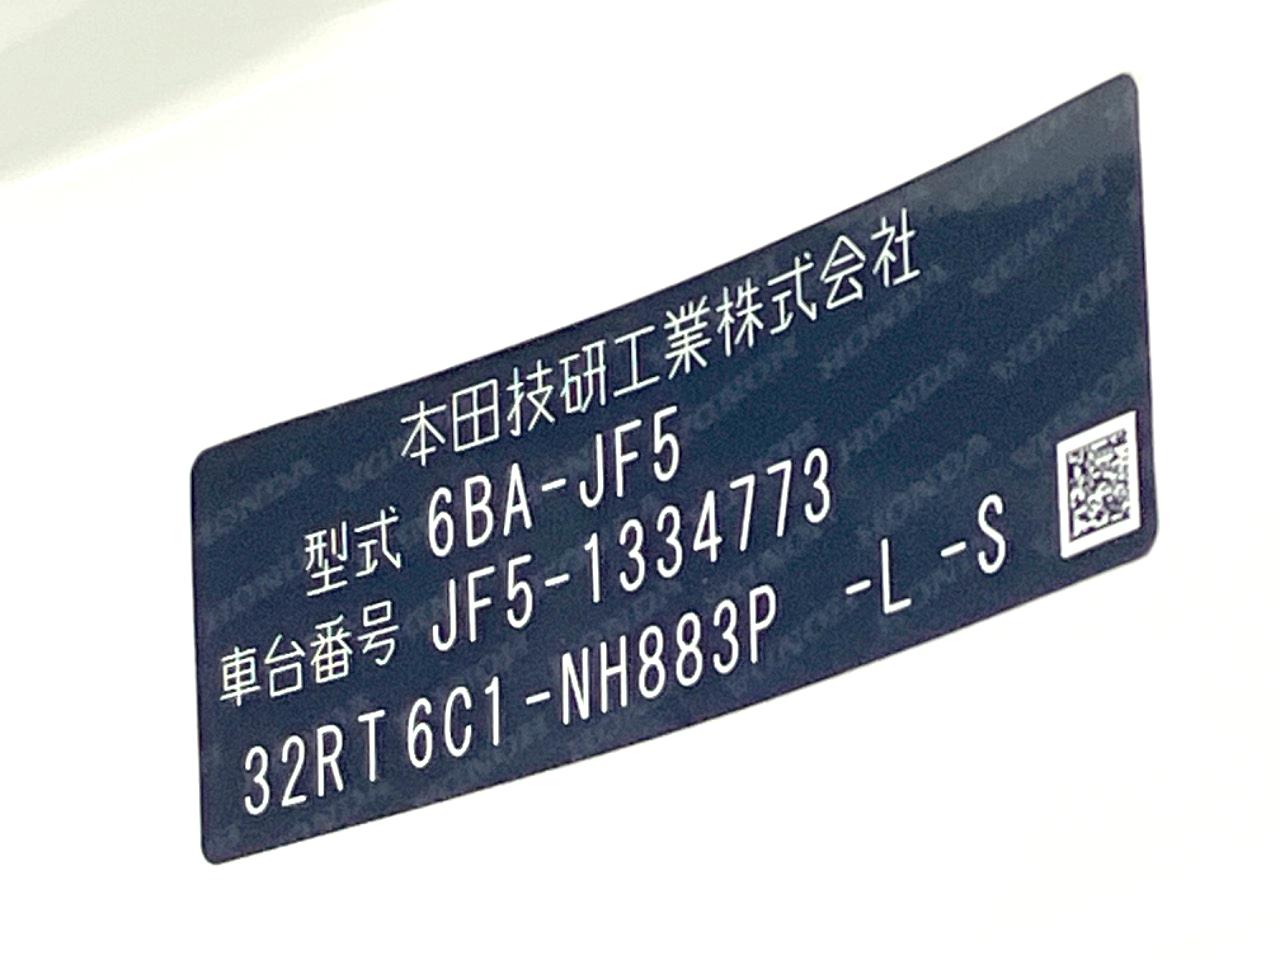 本田技研工業株式会社
型式 6BA-JF5
車台番号 JF5-1334773
32RT6C1-NH883P -L -S